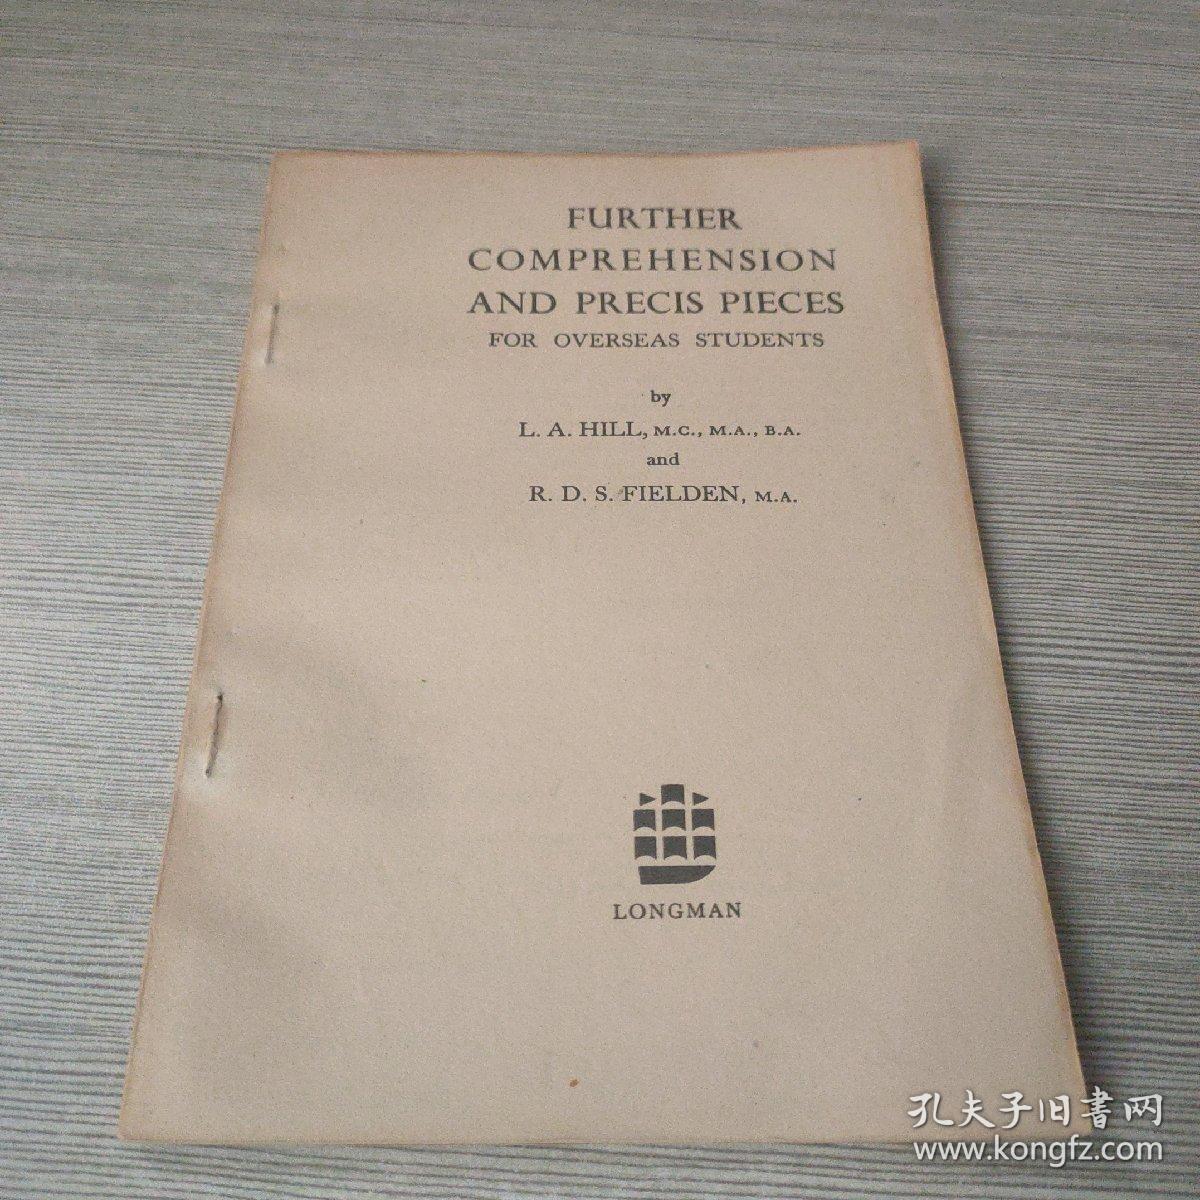 FURTHER
COMPREHENSION
AND PRECIS PIECES
FOR OVERSEAS STUDENTS
by
L. A. HILL, M.C., M.A., B.A.
and
R. D. S. FIELDEN, M.A.
LONGMAN
孔夫子旧書网
www.kongfz.com